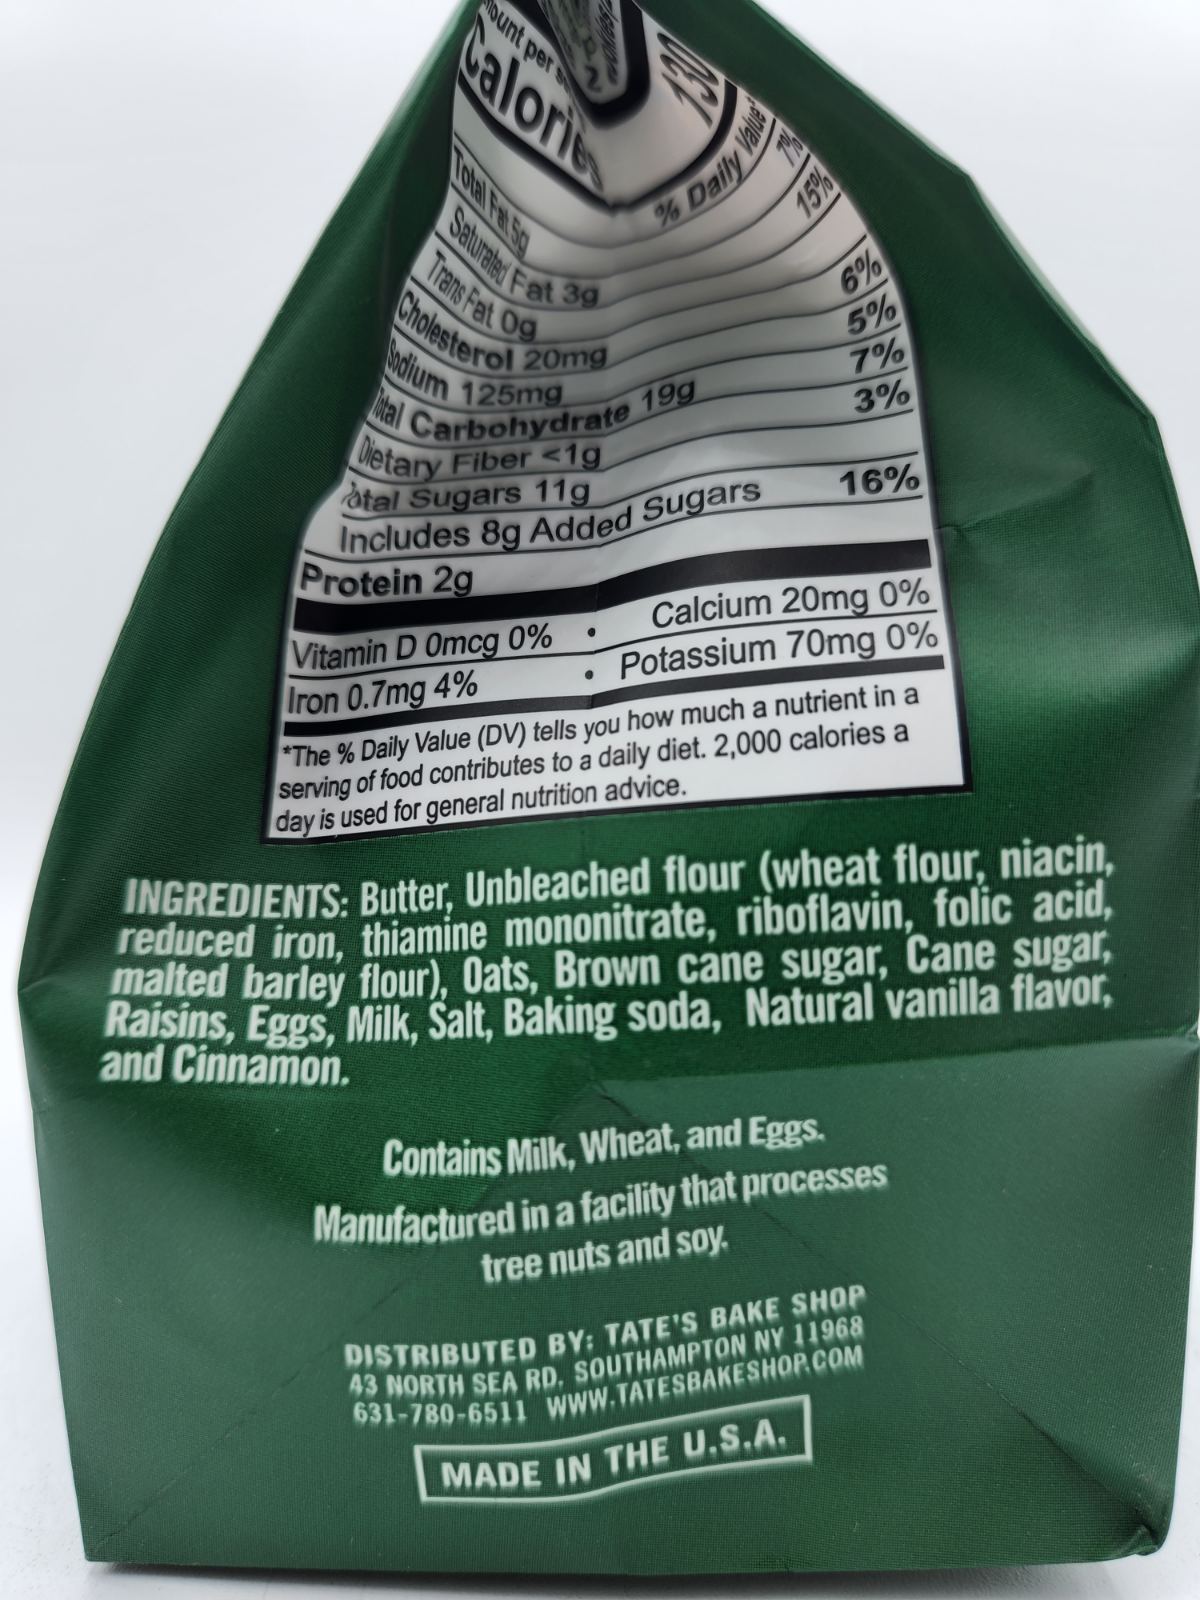 Amount per s
Calories 130
% Daily Value*
Total Fat 5g 7%
Saturated Fat 3g 15%
Trans Fat 0g
Cholesterol 20mg 6%
Sodium 125mg 5%
Total Carbohydrate 19g 7%
Dietary Fiber <1g 3%
Total Sugars 11g
Includes 8g Added Sugars 16%
Protein 2g
Vitamin D 0mcg 0% • Calcium 20mg 0%
Iron 0.7mg 4% • Potassium 70mg 0%
*The % Daily Value (DV) tells you how much a nutrient in a
serving of food contributes to a daily diet. 2,000 calories a
day is used for general nutrition advice.
INGREDIENTS: Butter, Unbleached flour (wheat flour, niacin,
reduced iron, thiamine mononitrate, riboflavin, folic acid,
malted barley flour), Oats, Brown cane sugar, Cane sugar,
Raisins, Eggs, Milk, Salt, Baking soda, Natural vanilla flavor,
and Cinnamon.
Contains Milk, Wheat, and Eggs.
Manufactured in a facility that processes
tree nuts and soy.
DISTRIBUTED BY: TATE'S BAKE SHOP
43 NORTH SEA RD. SOUTHAMPTON NY 11968
631-780-6511 WWW.TATESBAKESHOP.COM
MADE IN THE U.S.A.